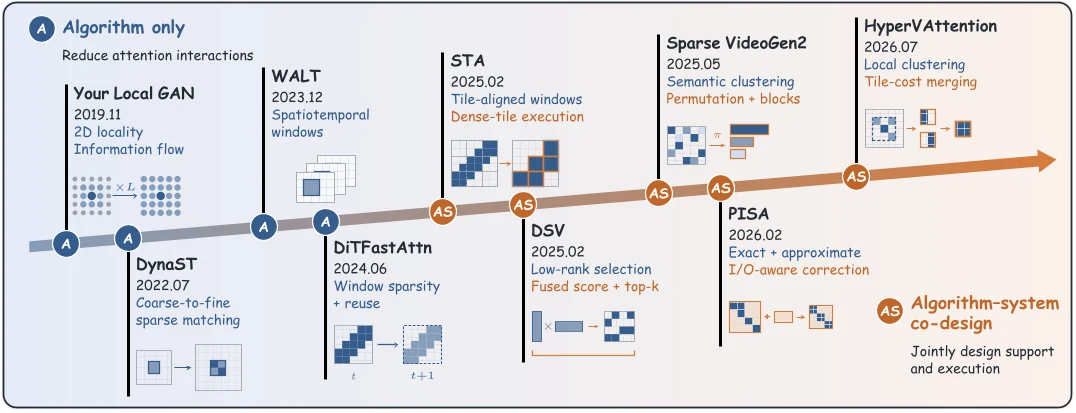 A Algorithm only
Reduce attention interactions
Your Local GAN
2019.11
2D locality
Information flow
× L
A
DynaST
2022.07
Coarse-to-fine
sparse matching
A
WALT
2023.12
Spatiotemporal
windows
A
DiTFastAttn
2024.06
Window sparsity
+ reuse
t
t+1
A
STA
2025.02
Tile-aligned windows
Dense-tile execution
AS
DSV
2025.02
Low-rank selection
Fused score + top-k
×
AS
Sparse VideoGen2
2025.05
Semantic clustering
Permutation + blocks
π
AS
PISA
2026.02
Exact + approximate
I/O-aware correction
+
AS
HyperVAttention
2026.07
Local clustering
Tile-cost merging
AS
AS Algorithm-system
co-design
Jointly design support
and execution